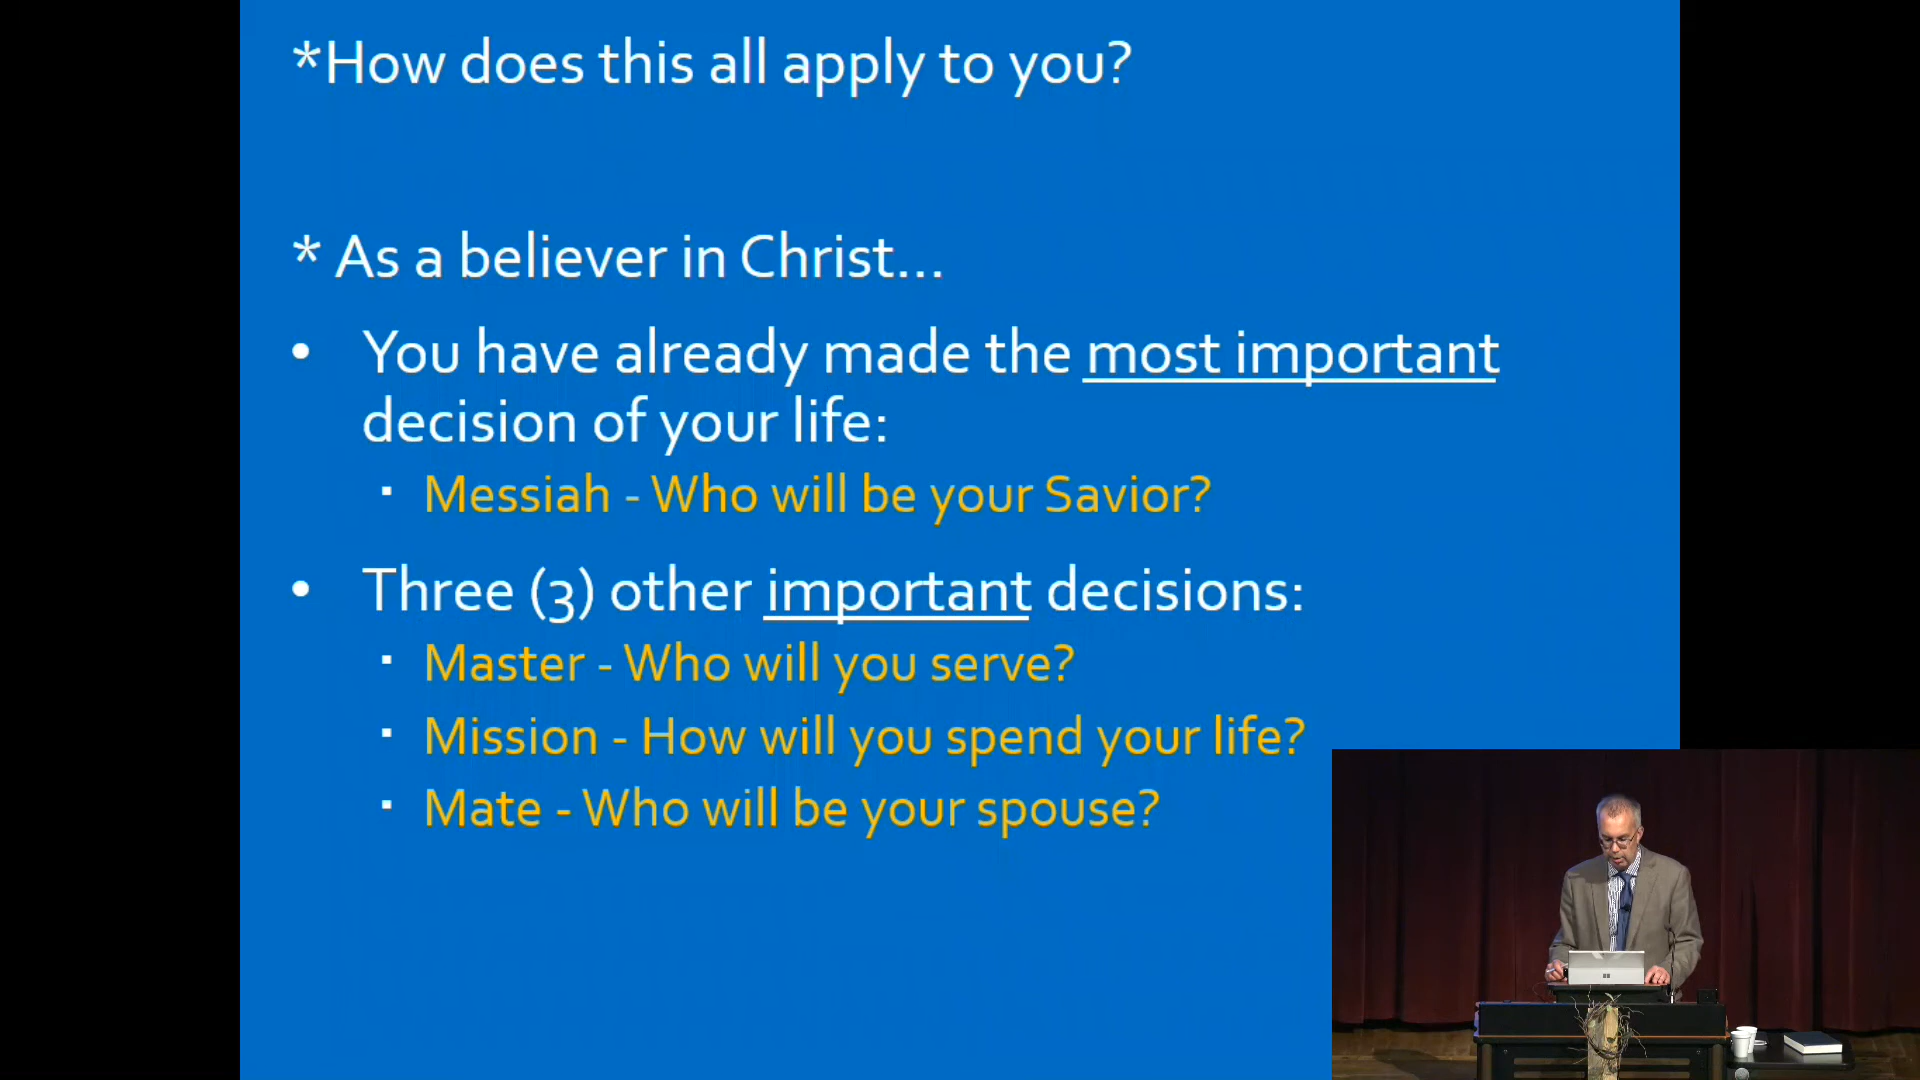 *How does this all apply to you?
* As a believer in Christ...
• You have already made the most important
decision of your life:
▪ Messiah - Who will be your Savior?
• Three (3) other important decisions:
▪ Master - Who will you serve?
▪ Mission - How will you spend your life?
▪ Mate - Who will be your spouse?